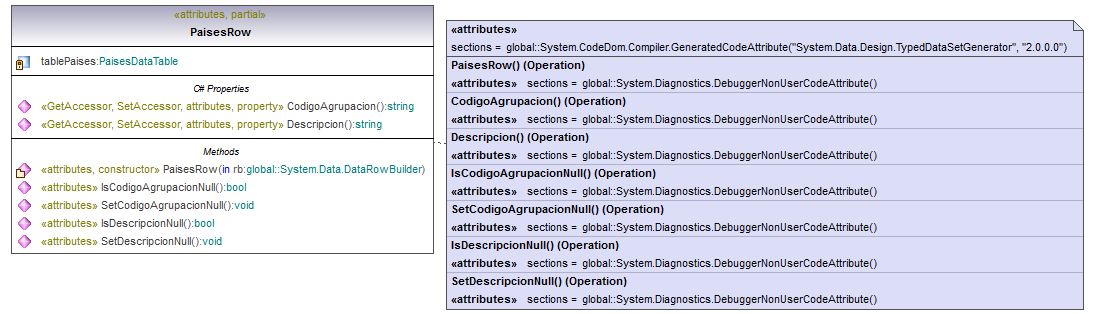 «attributes, partial»
PaisesRow
tablePaises:PaisesDataTable
C# Properties
«GetAccessor, SetAccessor, attributes, property» CodigoAgrupacion():string
«GetAccessor, SetAccessor, attributes, property» Descripcion():string
Methods
«attributes, constructor» PaisesRow(in rb:global::System.Data.DataRowBuilder)
«attributes» IsCodigoAgrupacionNull():bool
«attributes» SetCodigoAgrupacionNull():void
«attributes» IsDescripcionNull():bool
«attributes» SetDescripcionNull():void
«attributes»
sections = global::System.CodeDom.Compiler.GeneratedCodeAttribute("System.Data.Design.TypedDataSetGenerator", "2.0.0.0")
PaisesRow() (Operation)
«attributes» sections = global::System.Diagnostics.DebuggerNonUserCodeAttribute()
CodigoAgrupacion() (Operation)
«attributes» sections = global::System.Diagnostics.DebuggerNonUserCodeAttribute()
Descripcion() (Operation)
«attributes» sections = global::System.Diagnostics.DebuggerNonUserCodeAttribute()
IsCodigoAgrupacionNull() (Operation)
«attributes» sections = global::System.Diagnostics.DebuggerNonUserCodeAttribute()
SetCodigoAgrupacionNull() (Operation)
«attributes» sections = global::System.Diagnostics.DebuggerNonUserCodeAttribute()
IsDescripcionNull() (Operation)
«attributes» sections = global::System.Diagnostics.DebuggerNonUserCodeAttribute()
SetDescripcionNull() (Operation)
«attributes» sections = global::System.Diagnostics.DebuggerNonUserCodeAttribute()